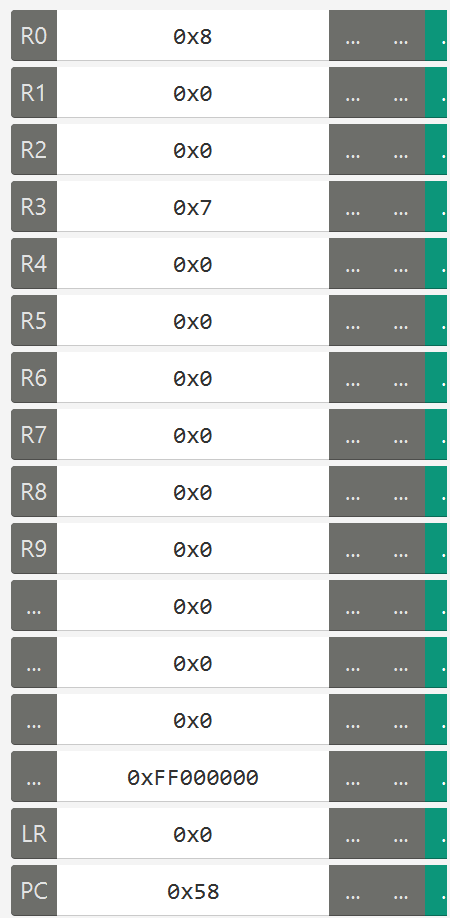 R0 0x8 ... ... .
R1 0x0 ... ... .
R2 0x0 ... ... .
R3 0x7 ... ... .
R4 0x0 ... ... .
R5 0x0 ... ... .
R6 0x0 ... ... .
R7 0x0 ... ... .
R8 0x0 ... ... .
R9 0x0 ... ... .
... 0x0 ... ... .
... 0x0 ... ... .
... 0x0 ... ... .
... 0xFF000000 ... ... .
LR 0x0 ... ... .
PC 0x58 ... ... .